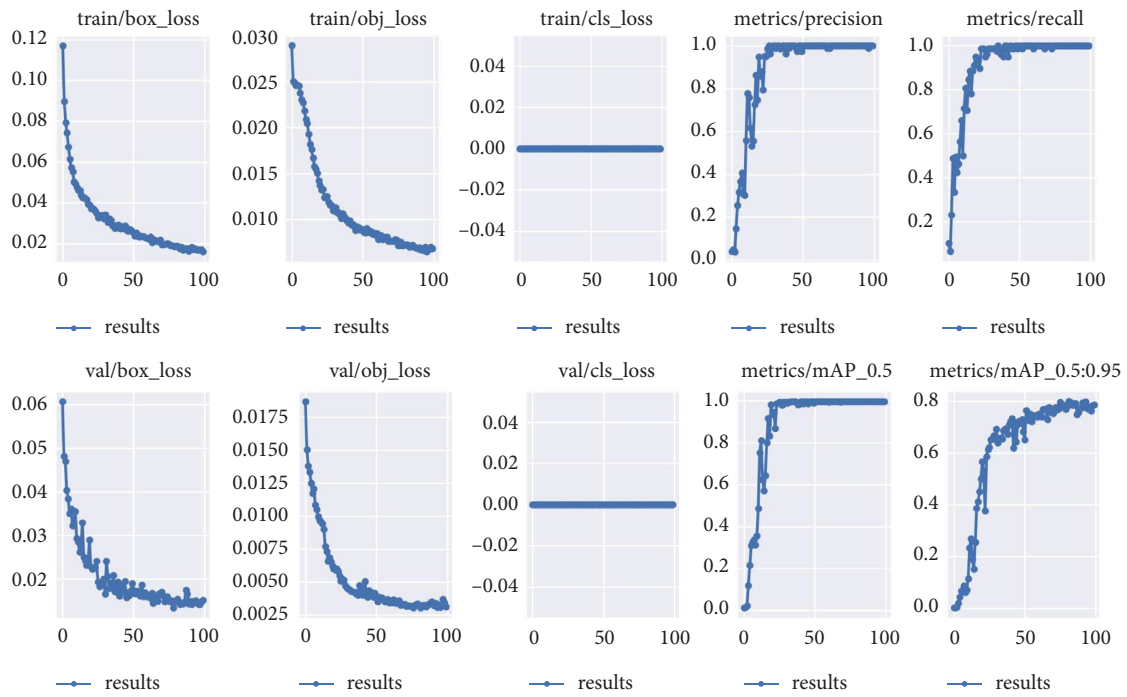 train/box_loss train/obj_loss train/cls_loss metrics/precision metrics/recall
0.12 0.030 0.04 1.0 1.0
0.10 0.025 0.02 0.8 0.8
0.08 0.020 0.00 0.6 0.6
0.06 0.015 −0.02 0.4 0.4
0.04 0.010 −0.04 0.2 0.2
0.02 0.0
0 50 100 0 50 100 0 50 100 0 50 100 0 50 100
results results results results results
val/box_loss val/obj_loss val/cls_loss metrics/mAP_0.5 metrics/mAP_0.5:0.95
0.06 0.0175 0.04 1.0 0.8
0.05 0.0150 0.02 0.8 0.6
0.04 0.0125 0.00 0.6 0.4
0.03 0.0100 −0.02 0.4 0.2
0.02 0.0075 −0.04 0.2 0.0
0.0050 0.0
0.0025
0 50 100 0 50 100 0 50 100 0 50 100 0 50 100
results results results results results